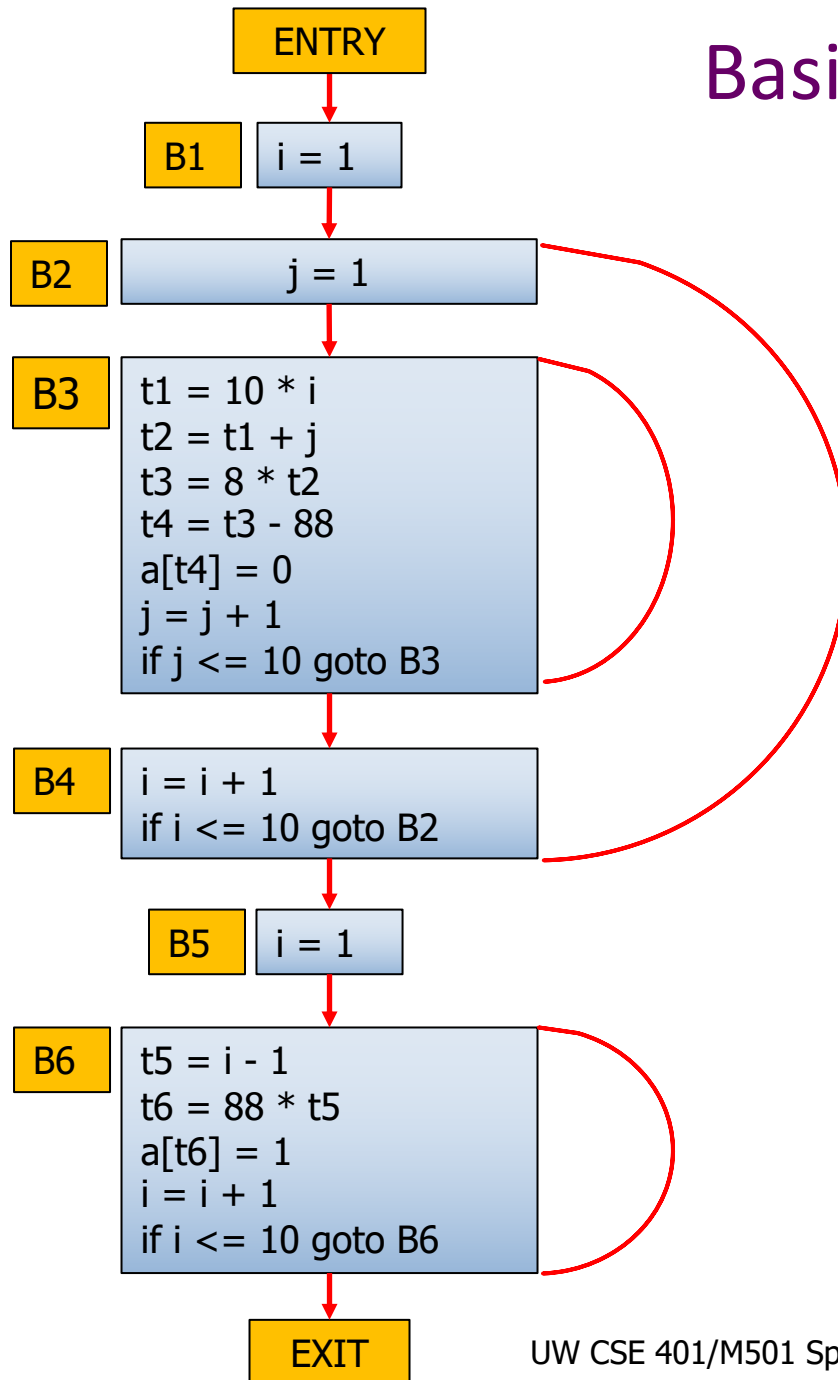 ENTRY
Basi
B1
i = 1
B2
j = 1
B3
t1 = 10 * i
t2 = t1 + j
t3 = 8 * t2
t4 = t3 - 88
a[t4] = 0
j = j + 1
if j <= 10 goto B3
B4
i = i + 1
if i <= 10 goto B2
B5
i = 1
B6
t5 = i - 1
t6 = 88 * t5
a[t6] = 1
i = i + 1
if i <= 10 goto B6
EXIT
UW CSE 401/M501 Sp